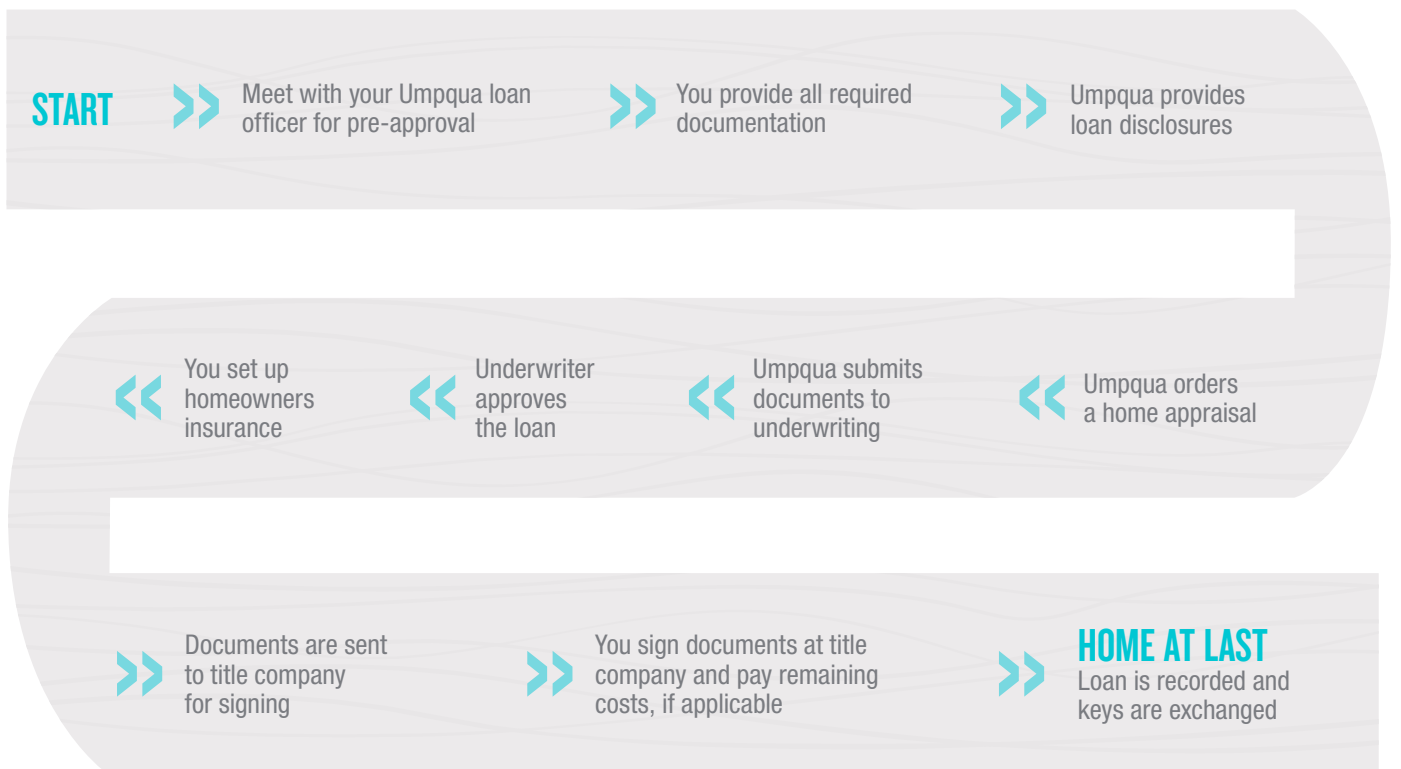 START
Meet with your Umpqua loan
officer for pre-approval
You provide all required
documentation
Umpqua provides
loan disclosures
Umpqua orders
a home appraisal
Umpqua submits
documents to
underwriting
Underwriter
approves
the loan
You set up
homeowners
insurance
Documents are sent
to title company
for signing
You sign documents at title
company and pay remaining
costs, if applicable
HOME AT LAST
Loan is recorded and
keys are exchanged